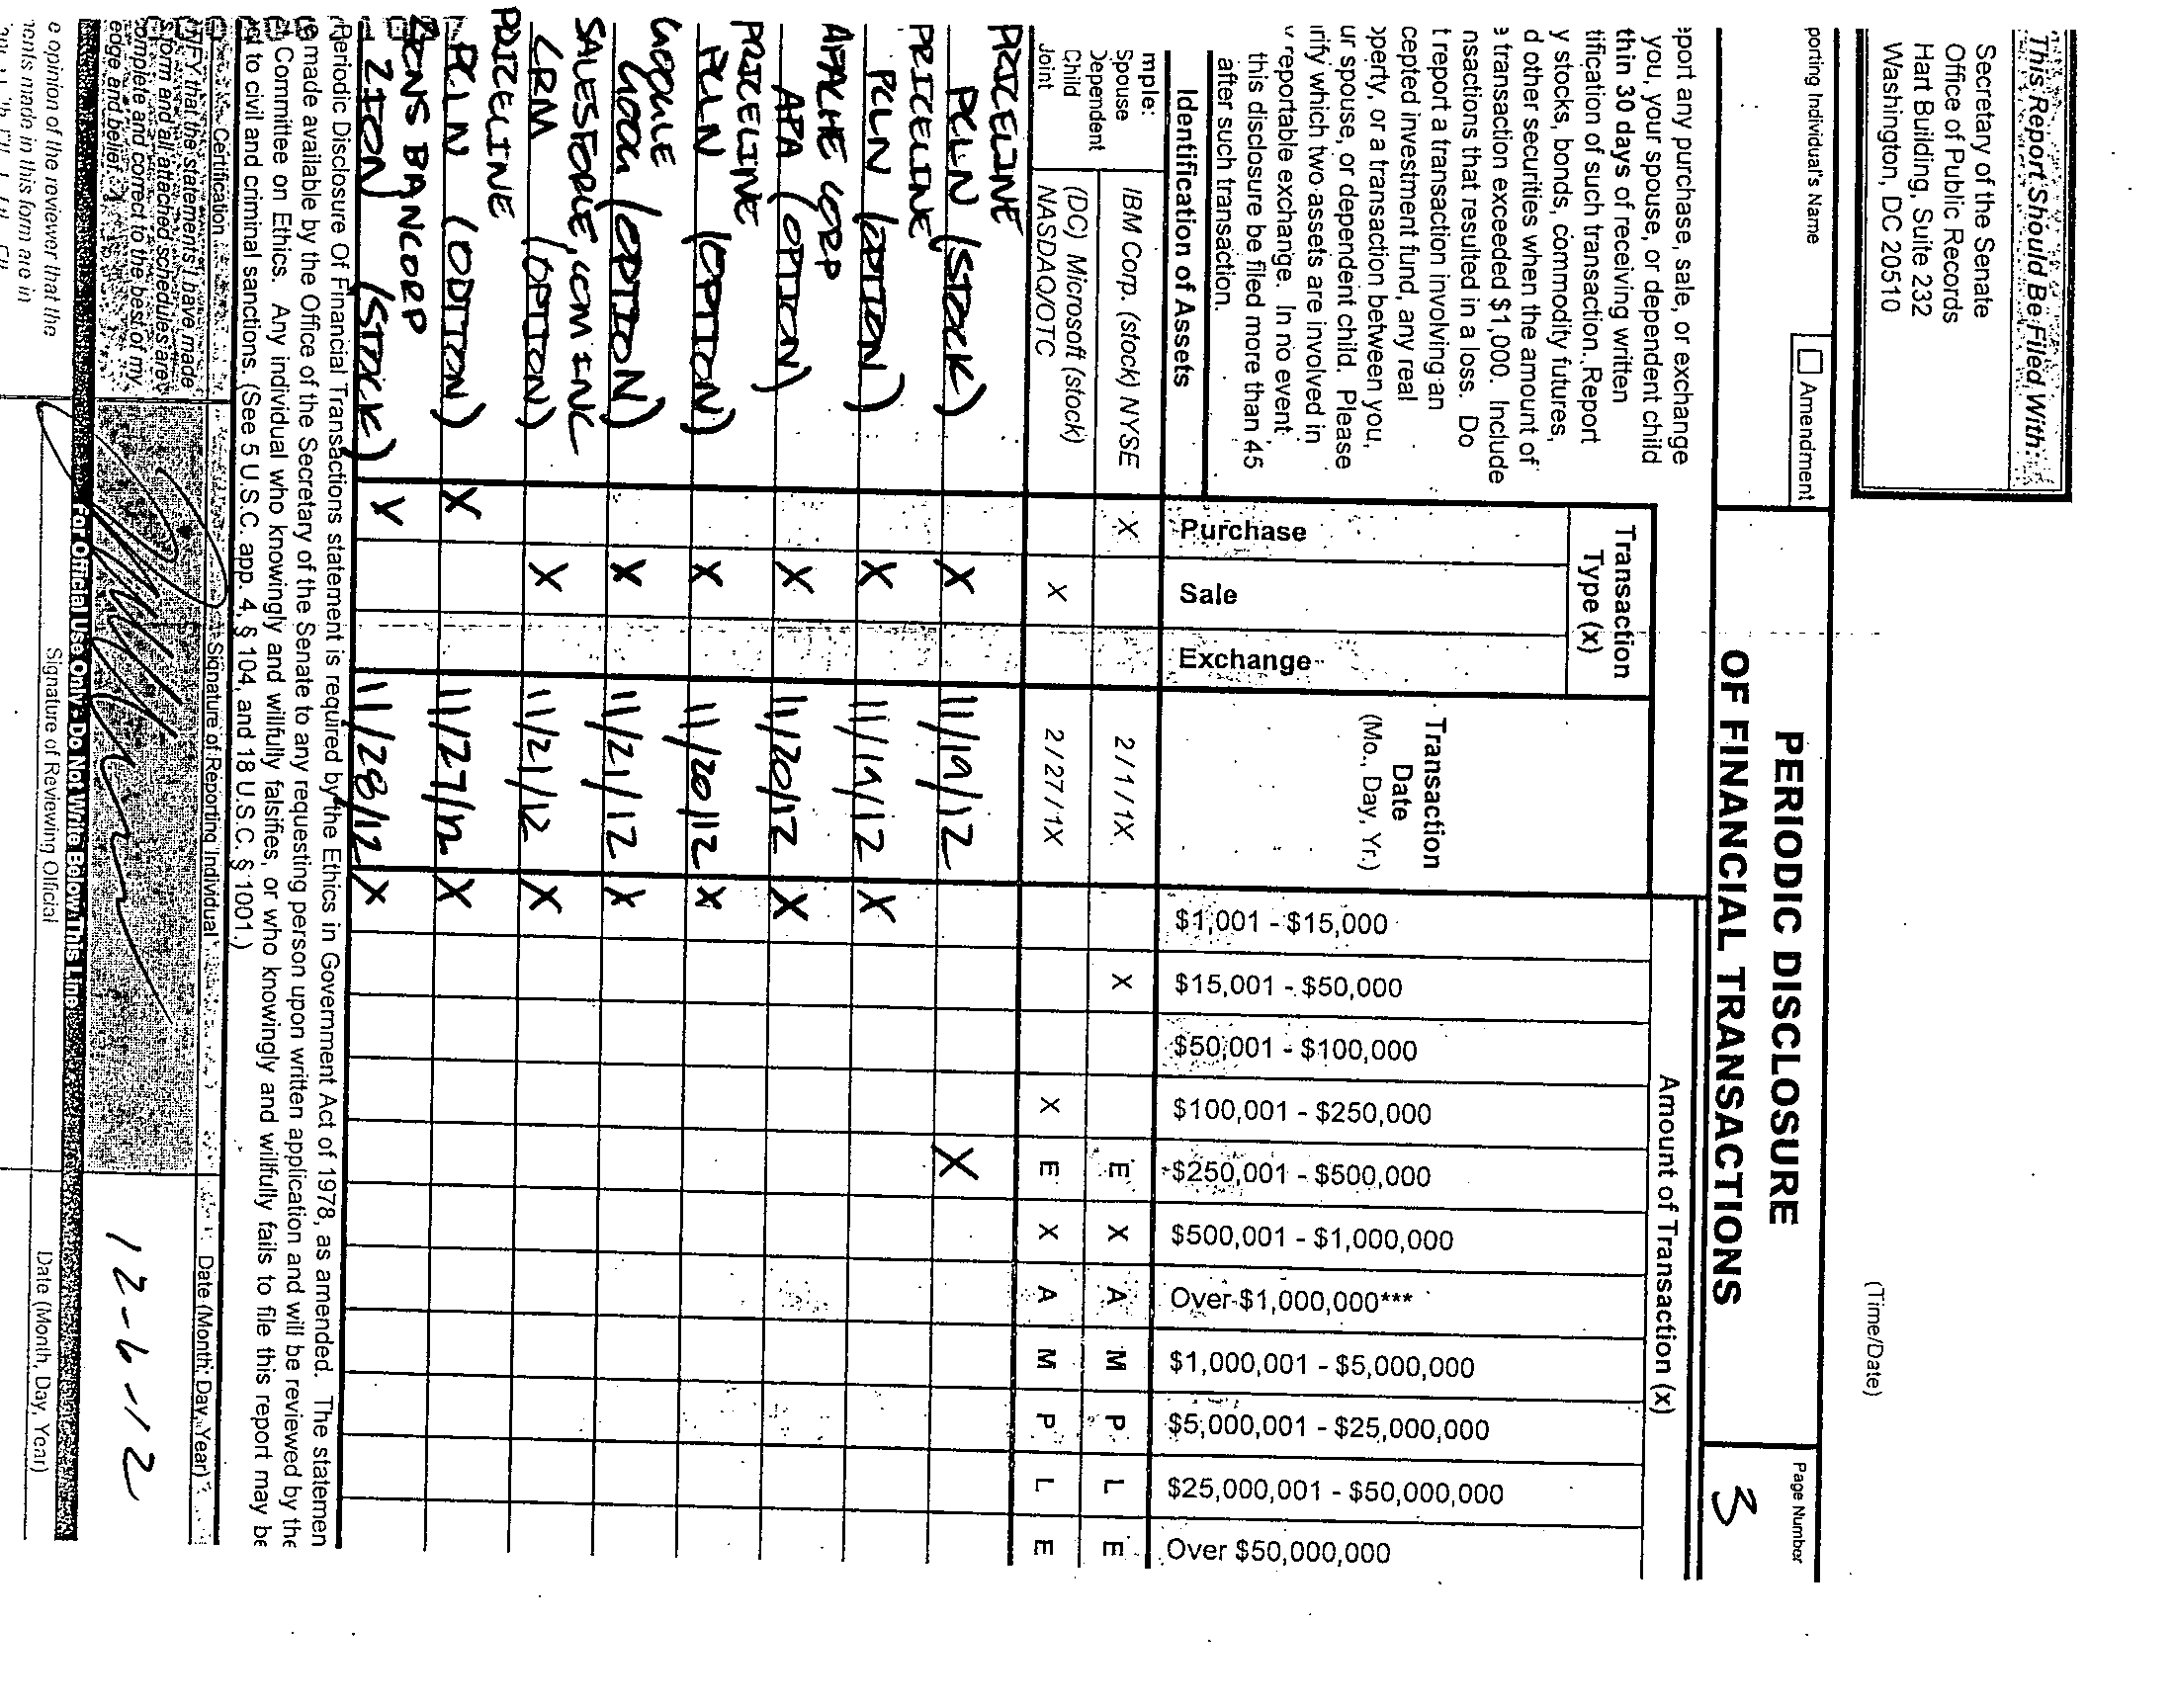 This Report Should Be Filed With:
Secretary of the Senate
Office of Public Records
Hart Building, Suite 232
Washington, DC 20510
(Time/Date)
porting Individual's Name
Amendment
PERIODIC DISCLOSURE
OF FINANCIAL TRANSACTIONS
Page Number
3
eport any purchase, sale, or exchange
you, your spouse, or dependent child
thin 30 days of receiving written
tification of such transaction. Report
y stocks, bonds, commodity futures,
d other securities when the amount of
e transaction exceeded $1,000. Include
nsactions that resulted in a loss. Do
t report a transaction involving an
cepted investment fund, any real
operty, or a transaction between you,
ur spouse, or dependent child. Please
rify which two assets are involved in
reportable exchange. In no event
this disclosure be filed more than 45
after such transaction.
Identification of Assets
Transaction
Type (x)
Purchase
Sale
Exchange
Transaction
Date
(Mo., Day, Yr.)
Amount of Transaction (x)
$1,001 - $15,000
$15,001 - $50,000
$50,001 - $100,000
$100,001 - $250,000
$250,001 - $500,000
$500,001 - $1,000,000
Over $1,000,000***
$1,000,001 - $5,000,000
$5,000,001 - $25,000,000
$25,000,001 - $50,000,000
Over $50,000,000
mple:
Spouse
Dependent
Child
Joint
IBM Corp. (stock) NYSE X 2/1/1X X E X A M P L E
(DC) Microsoft (stock)
NASDAQ/OTC X 2/27/1X X E X A M P L E
PRICELINE
PCLN (STOCK) X 11/19/12 X
PRICELINE
PCLN (OPTION) X 11/19/12 X
APACHE CORP
APA (OPTION) X 11/20/12 X
PRICELINE
PCLN (OPTION) X 11/20/12 X
GOOGLE
GOOG (OPTION) X 11/21/12 X
SALESFORCE.COM INC
CRM (OPTION) X 11/21/12 X
PRICELINE
PCLN (OPTION) X 11/27/12 X
ZIONS BANCORP
ZION (STOCK) X 11/28/12 X
Periodic Disclosure Of Financial Transactions statement is required by the Ethics in Government Act of 1978, as amended. The statemen
made available by the Office of the Secretary of the Senate to any requesting person upon written application and will be reviewed by the
Committee on Ethics. Any individual who knowingly and willfully falsifies, or who knowingly and willfully fails to file this report may be
ct to civil and criminal sanctions. (See 5 U.S.C. app. 4, § 104, and 18 U.S.C. § 1001.)
Certification
Signature of Reporting Individual
Date (Month, Day, Year)
TFY that the statements I have made
form and all attached schedules are
omplete and correct to the best of my
edge and belief.
12-6-12
For Official Use Only - Do Not Write Below This Line
e opinion of the reviewer that the
ments made in this form are in
Signature of Reviewing Official
Date (Month, Day, Year)